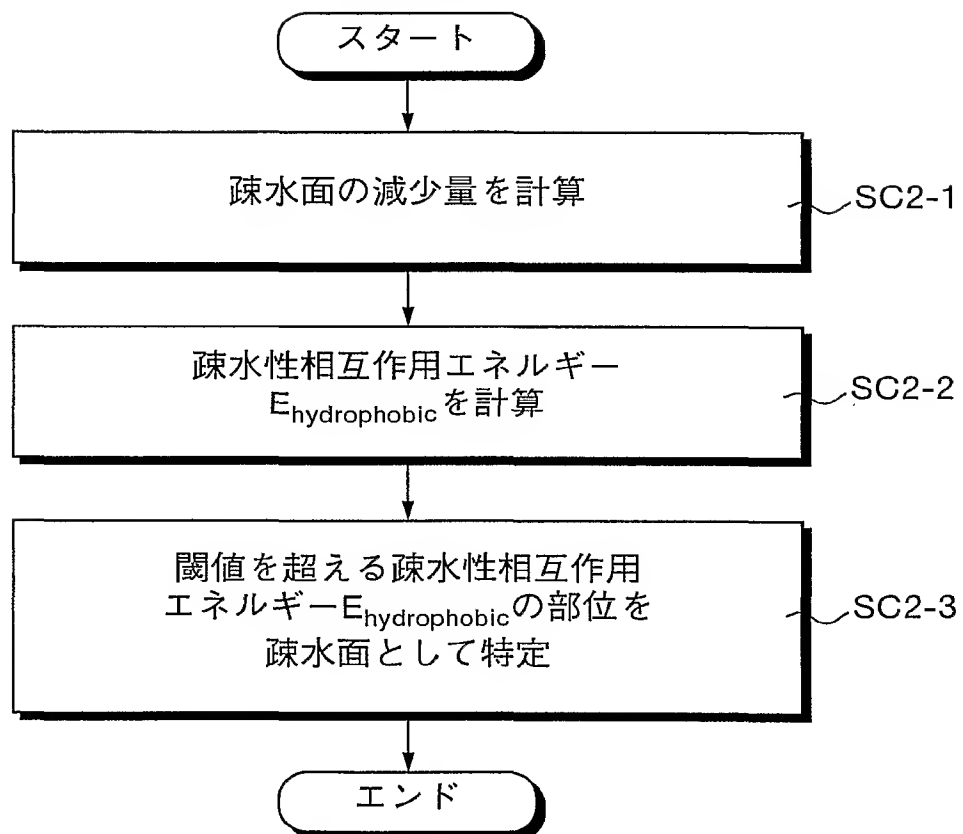 スタート
疎水面の減少量を計算
SC2-1
疎水性相互作用エネルギー
Ehydrophobicを計算
SC2-2
閾値を超える疎水性相互作用
エネルギーEhydrophobicの部位を
疎水面として特定
SC2-3
エンド